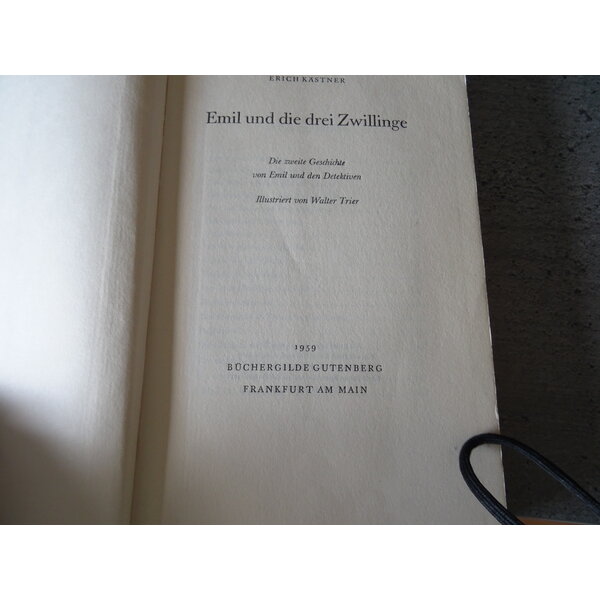 ERICH KÄSTNER
Emil und die drei Zwillinge
Die zweite Geschichte
von Emil und den Detektiven
Illustriert von Walter Trier
1959
BÜCHERGILDE GUTENBERG
FRANKFURT AM MAIN